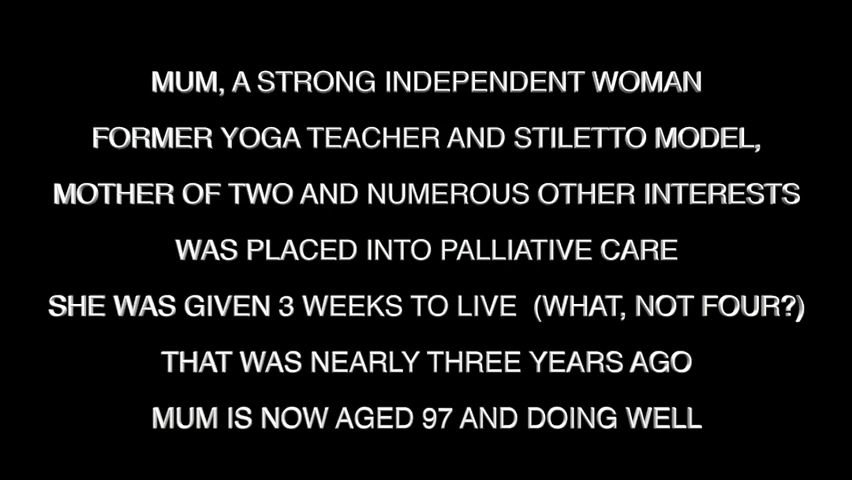 MUM, A STRONG INDEPENDENT WOMAN
FORMER YOGA TEACHER AND STILETTO MODEL,
MOTHER OF TWO AND NUMEROUS OTHER INTERESTS
WAS PLACED INTO PALLIATIVE CARE
SHE WAS GIVEN 3 WEEKS TO LIVE (WHAT, NOT FOUR?)
THAT WAS NEARLY THREE YEARS AGO
MUM IS NOW AGED 97 AND DOING WELL